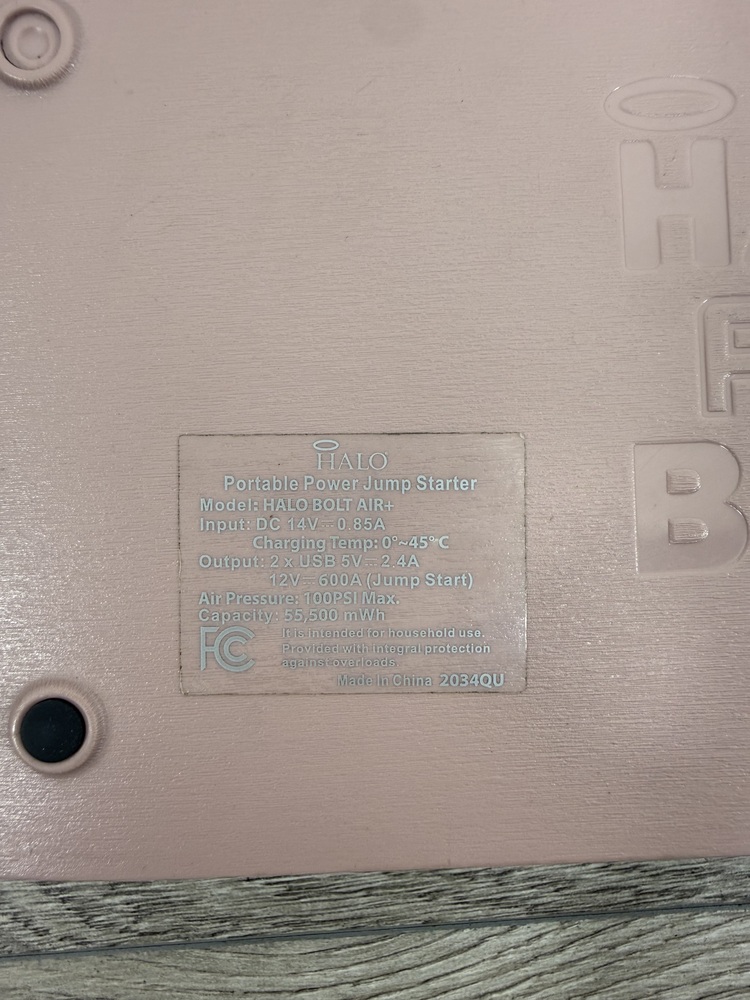 H
F
B
HALO
Portable Power Jump Starter
Model: HALO BOLT AIR+
Input: DC 14V⎓0.85A
Charging Temp: 0°~45°C
Output: 2 x USB 5V⎓2.4A
12V⎓600A (Jump Start)
Air Pressure: 100PSI Max.
Capacity: 55,500 mWh
FC It is intended for household use.
Provided with integral protection
against overloads
Made in China 2034QU